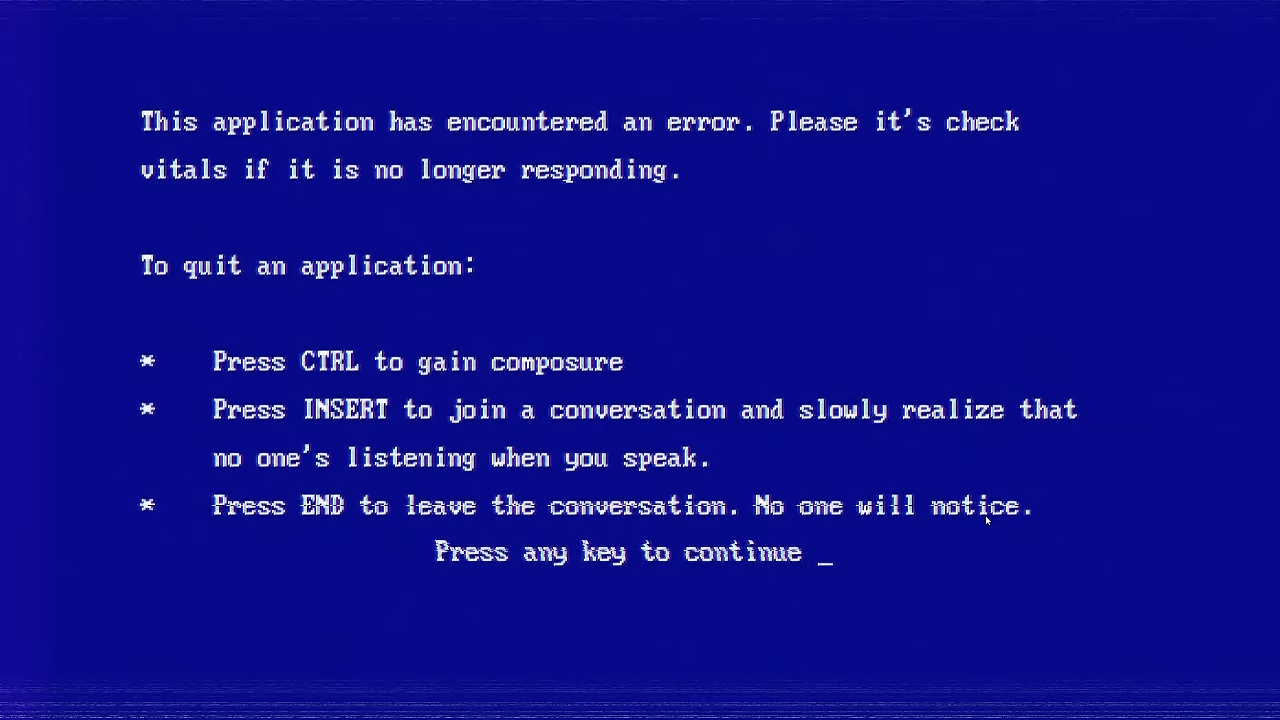 This application has encountered an error. Please it's check
vitals if it is no longer responding.
To quit an application:
* Press CTRL to gain composure
* Press INSERT to join a conversation and slowly realize that
no one's listening when you speak.
* Press END to leave the conversation. No one will notice.
Press any key to continue _